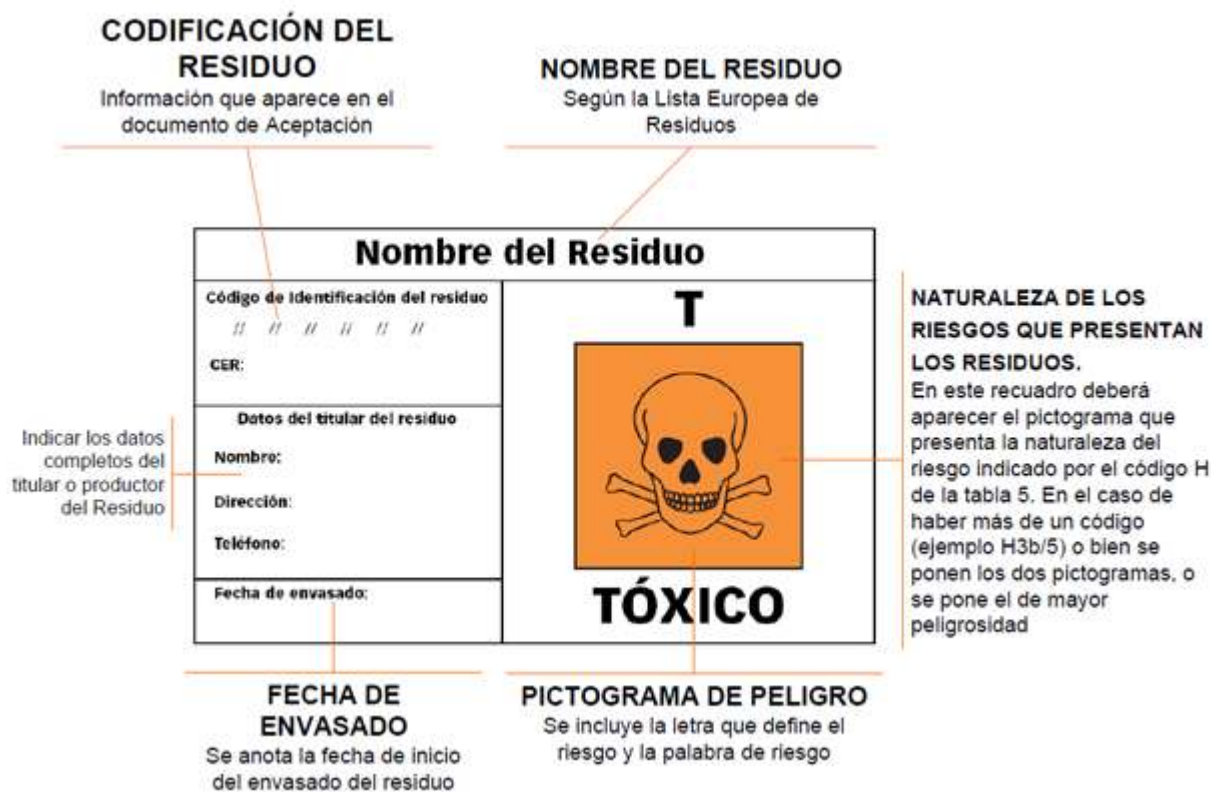 CODIFICACIÓN DEL
RESIDUO
Información que aparece en el
documento de Aceptación
NOMBRE DEL RESIDUO
Según la Lista Europea de
Residuos
Nombre del Residuo
Código de Identificación del residuo
// // // // // //
CER:
Datos del titular del residuo
Nombre:
Dirección:
Teléfono:
Fecha de envasado:
T
TÓXICO
Indicar los datos
completos del
titular o productor
del Residuo
NATURALEZA DE LOS
RIESGOS QUE PRESENTAN
LOS RESIDUOS.
En este recuadro deberá
aparecer el pictograma que
presenta la naturaleza del
riesgo indicado por el código H
de la tabla 5. En el caso de
haber más de un código
(ejemplo H3b/5) o bien se
ponen los dos pictogramas, o
se pone el de mayor
peligrosidad
FECHA DE
ENVASADO
Se anota la fecha de inicio
del envasado del residuo
PICTOGRAMA DE PELIGRO
Se incluye la letra que define el
riesgo y la palabra de riesgo